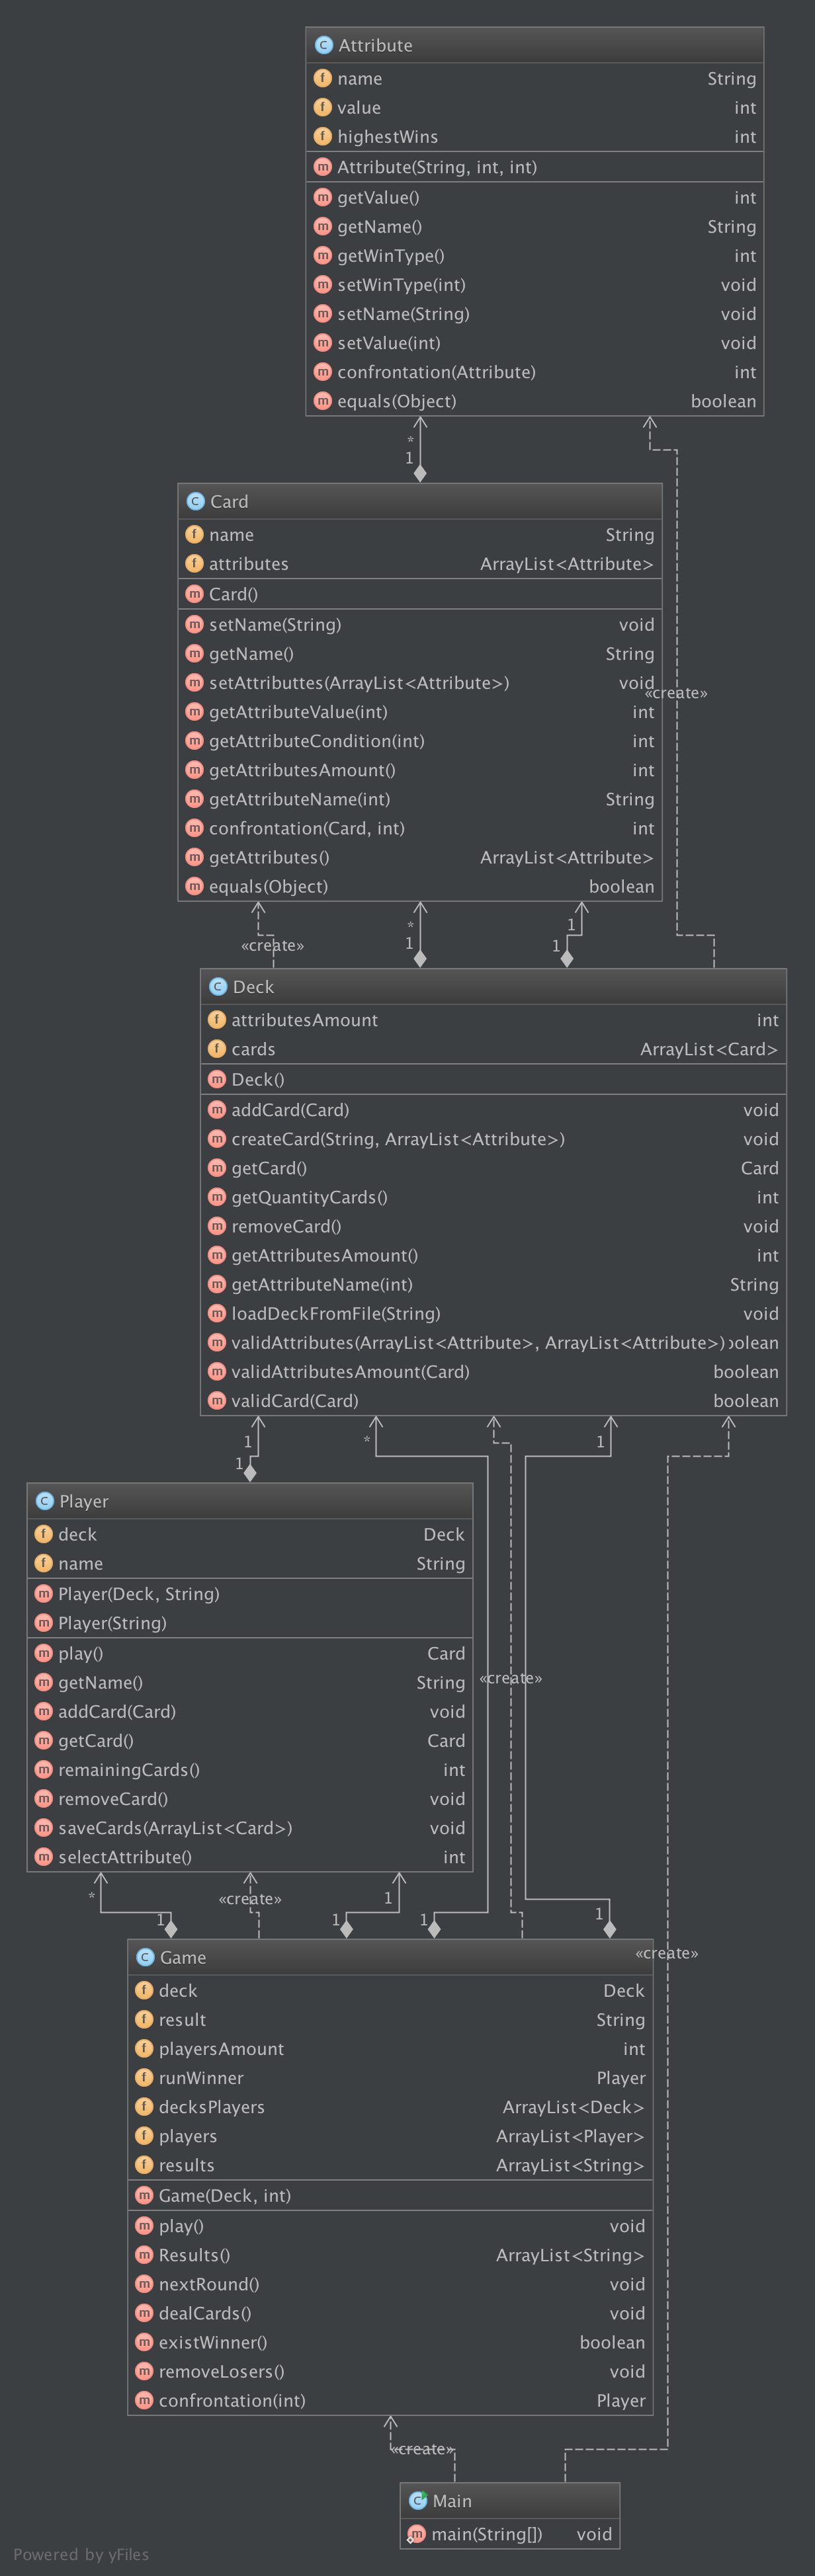 C Attribute
f name String
f value int
f highestWins int
m Attribute(String, int, int)
m getValue() int
m getName() String
m getWinType() int
m setWinType(int) void
m setName(String) void
m setValue(int) void
m confrontation(Attribute) int
m equals(Object) boolean
*
1
C Card
f name String
f attributes ArrayList<Attribute>
m Card()
m setName(String) void
m getName() String
m setAttributtes(ArrayList<Attribute>) void
«create»
m getAttributeValue(int) int
m getAttributeCondition(int) int
m getAttributesAmount() int
m getAttributeName(int) String
m confrontation(Card, int) int
m getAttributes() ArrayList<Attribute>
m equals(Object) boolean
* 1
«create» 1 1
C Deck
f attributesAmount int
f cards ArrayList<Card>
m Deck()
m addCard(Card) void
m createCard(String, ArrayList<Attribute>) void
m getCard() Card
m getQuantityCards() int
m removeCard() void
m getAttributesAmount() int
m getAttributeName(int) String
m loadDeckFromFile(String) void
m validAttributes(ArrayList<Attribute>, ArrayList<Attribute>) oolean
m validAttributesAmount(Card) boolean
m validCard(Card) boolean
1 * 1
1
C Player
f deck Deck
f name String
m Player(Deck, String)
m Player(String)
m play() Card
«create»
m getName() String
m addCard(Card) void
m getCard() Card
m remainingCards() int
m removeCard() void
m saveCards(ArrayList<Card>) void
m selectAttribute() int
* «create» 1
1 1 1 1
«create»
C Game
f deck Deck
f result String
f playersAmount int
f runWinner Player
f decksPlayers ArrayList<Deck>
f players ArrayList<Player>
f results ArrayList<String>
m Game(Deck, int)
m play() void
m Results() ArrayList<String>
m nextRound() void
m dealCards() void
m existWinner() boolean
m removeLosers() void
m confrontation(int) Player
«create»
C Main
m main(String[]) void
Powered by yFiles